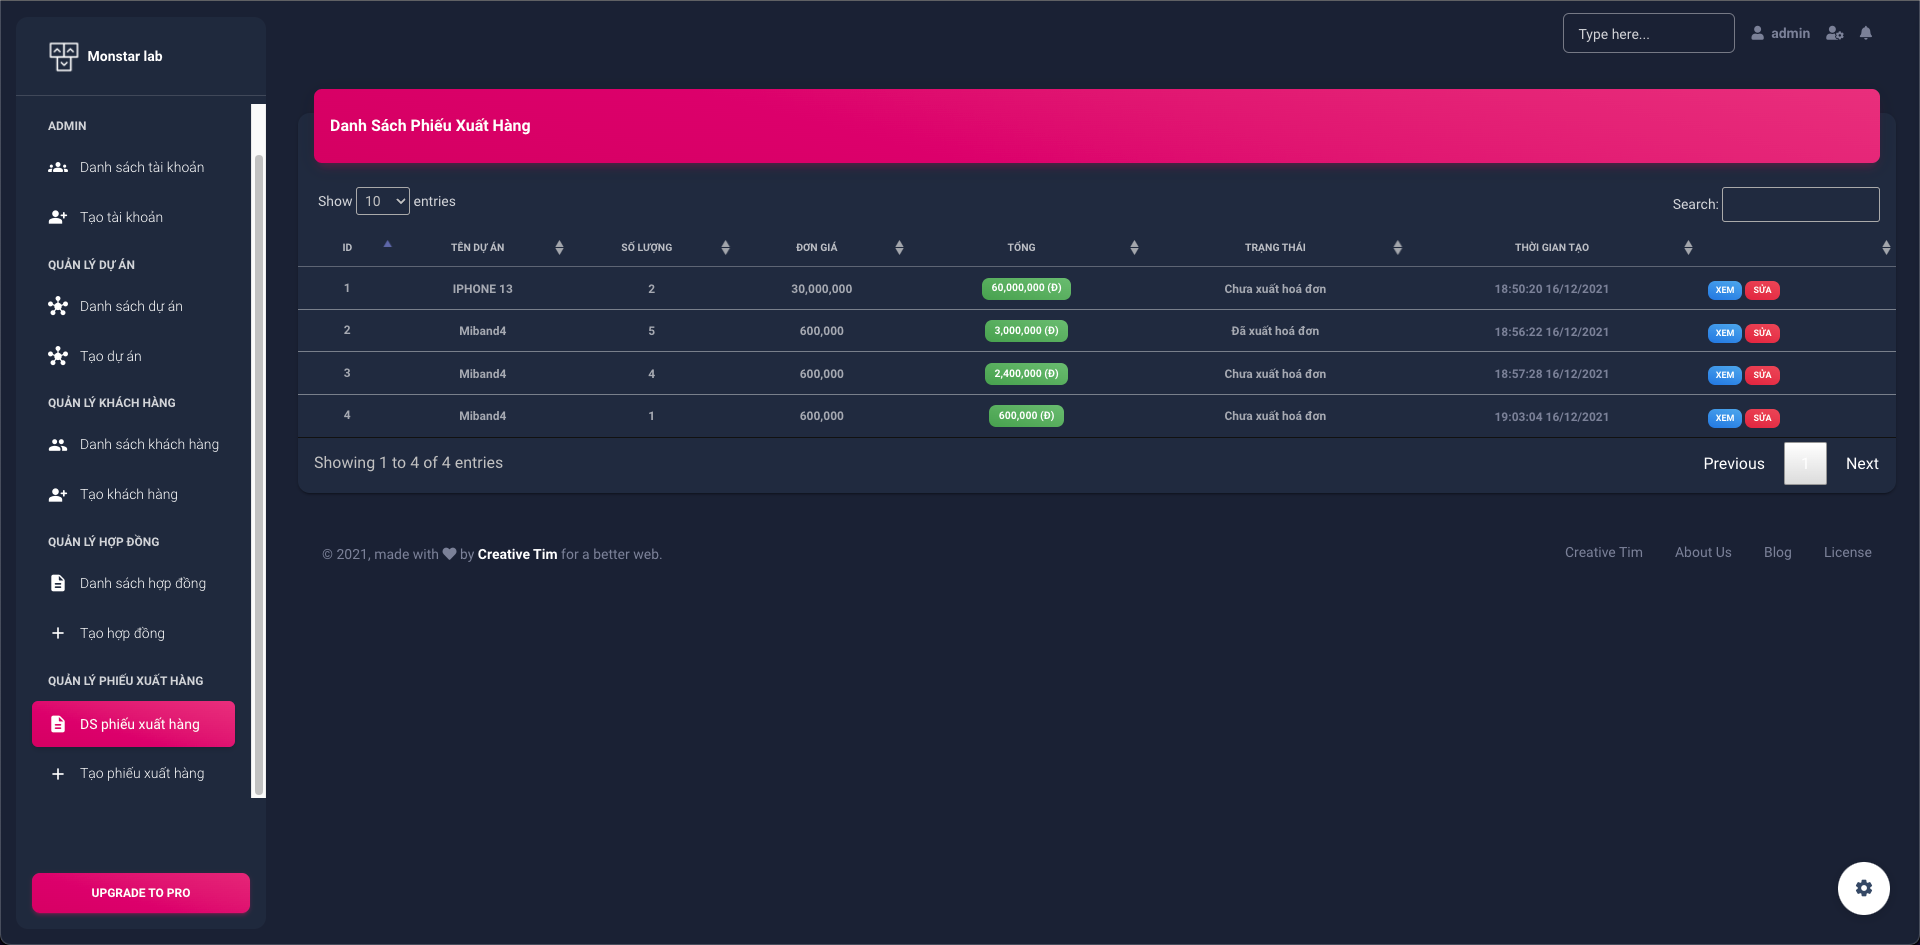 Monstar lab
ADMIN
Danh sách tài khoản
Tạo tài khoản
QUẢN LÝ DỰ ÁN
Danh sách dự án
Tạo dự án
QUẢN LÝ KHÁCH HÀNG
Danh sách khách hàng
Tạo khách hàng
QUẢN LÝ HỢP ĐỒNG
Danh sách hợp đồng
Tạo hợp đồng
QUẢN LÝ PHIẾU XUẤT HÀNG
DS phiếu xuất hàng
Tạo phiếu xuất hàng
UPGRADE TO PRO
Type here... admin
Danh Sách Phiếu Xuất Hàng
Show 10 entries Search:
ID TÊN DỰ ÁN SỐ LƯỢNG ĐƠN GIÁ TỔNG TRẠNG THÁI THỜI GIAN TẠO
1 IPHONE 13 2 30,000,000 60,000,000 (Đ) Chưa xuất hoá đơn 18:50:20 16/12/2021 XEM SỬA
2 Miband4 5 600,000 3,000,000 (Đ) Đã xuất hoá đơn 18:56:22 16/12/2021 XEM SỬA
3 Miband4 4 600,000 2,400,000 (Đ) Chưa xuất hoá đơn 18:57:28 16/12/2021 XEM SỬA
4 Miband4 1 600,000 600,000 (Đ) Chưa xuất hoá đơn 19:03:04 16/12/2021 XEM SỬA
Showing 1 to 4 of 4 entries Previous 1 Next
© 2021, made with by Creative Tim for a better web. Creative Tim About Us Blog License